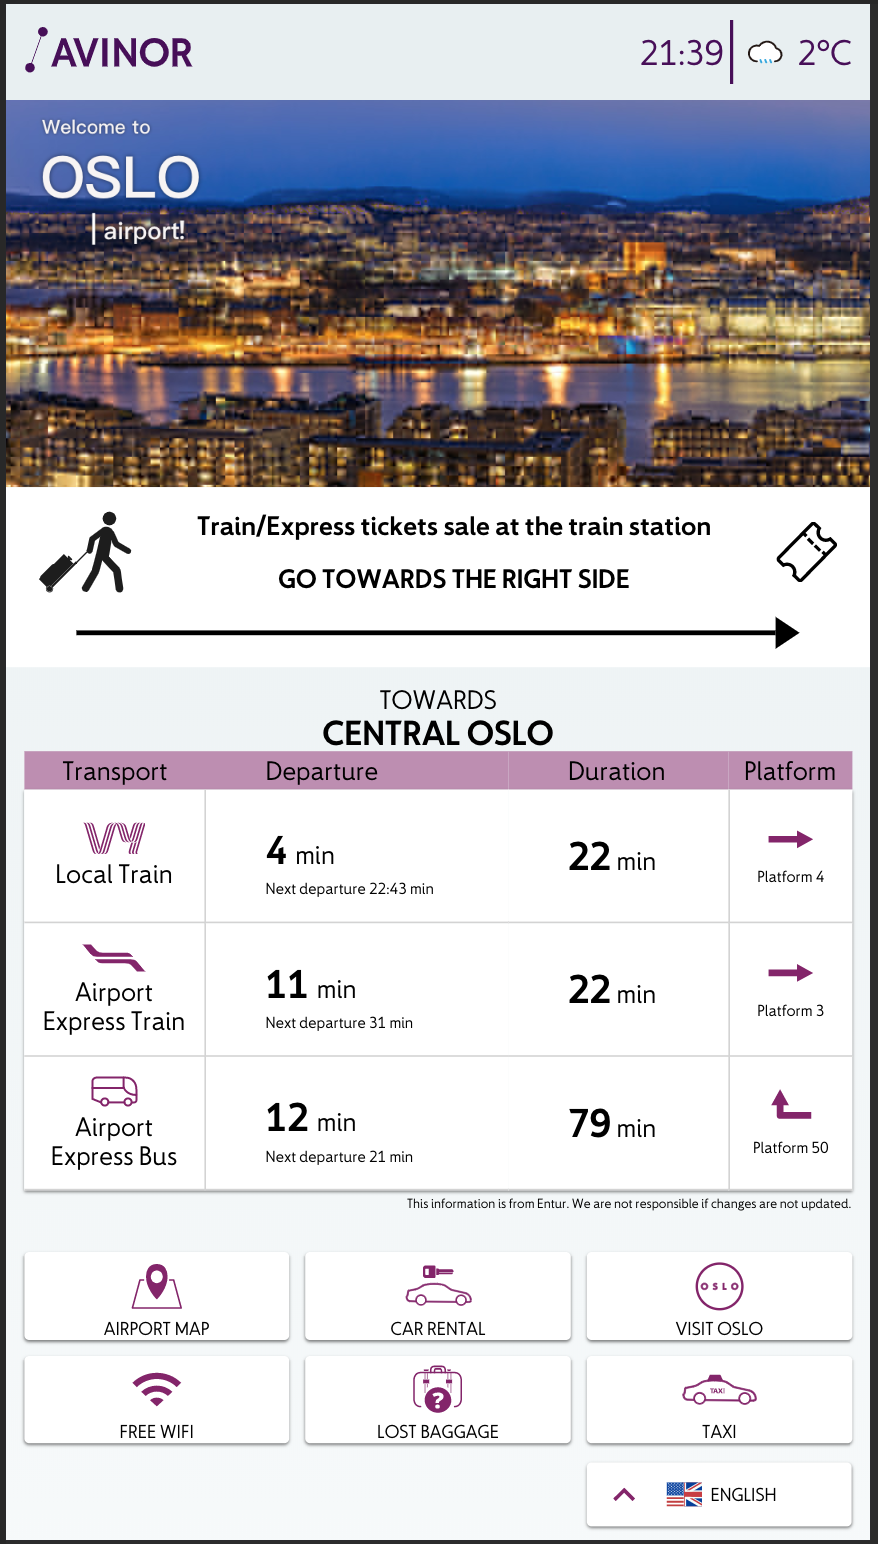 AVINOR
21:39
2°C
Welcome to
OSLO
airport!
Train/Express tickets sale at the train station
GO TOWARDS THE RIGHT SIDE
TOWARDS
CENTRAL OSLO
Transport Departure Duration Platform
VY
Local Train
4 min
Next departure 22:43 min
22 min
Platform 4
Airport
Express Train
11 min
Next departure 31 min
22 min
Platform 3
Airport
Express Bus
12 min
Next departure 21 min
79 min
Platform 50
This information is from Entur. We are not responsible if changes are not updated.
AIRPORT MAP
CAR RENTAL
OSLO
VISIT OSLO
FREE WIFI
?
LOST BAGGAGE
TAXI
TAXI
ENGLISH